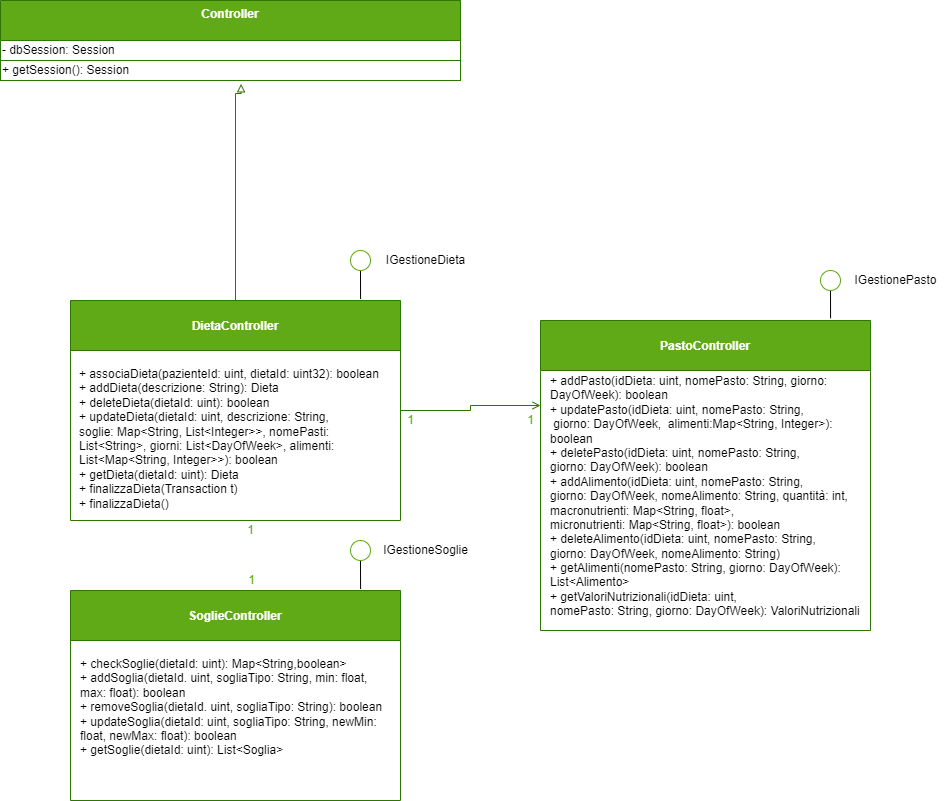 Controller
- dbSession: Session
+ getSession(): Session
IGestioneDieta
DietaController
+ associaDieta(pazienteId: uint, dietaId: uint32): boolean
+ addDieta(descrizione: String): Dieta
+ deleteDieta(dietaId: uint): boolean
+ updateDieta(dietaId: uint, descrizione: String,
soglie: Map<String, List<Integer>>, nomePasti:
List<String>, giorni: List<DayOfWeek>, alimenti:
List<Map<String, Integer>>): boolean
+ getDieta(dietaId: uint): Dieta
+ finalizzaDieta(Transaction t)
+ finalizzaDieta()
1
1
IGestionePasto
PastoController
+ addPasto(idDieta: uint, nomePasto: String, giorno:
DayOfWeek): boolean
+ updatePasto(idDieta: uint, nomePasto: String,
giorno: DayOfWeek, alimenti:Map<String, Integer>):
boolean
+ deletePasto(idDieta: uint, nomePasto: String,
giorno: DayOfWeek): boolean
+ addAlimento(idDieta: uint, nomePasto: String,
giorno: DayOfWeek, nomeAlimento: String, quantità: int,
macronutrienti: Map<String, float>,
micronutrienti: Map<String, float>): boolean
+ deleteAlimento(idDieta: uint, nomePasto: String,
giorno: DayOfWeek, nomeAlimento: String)
+ getAlimenti(nomePasto: String, giorno: DayOfWeek):
List<Alimento>
+ getValoriNutrizionali(idDieta: uint,
nomePasto: String, giorno: DayOfWeek): ValoriNutrizionali
1
1
IGestioneSoglie
SoglieController
+ checkSoglie(dietaId: uint): Map<String,boolean>
+ addSoglia(dietaId. uint, sogliaTipo: String, min: float,
max: float): boolean
+ removeSoglia(dietaId. uint, sogliaTipo: String): boolean
+ updateSoglia(dietaId: uint, sogliaTipo: String, newMin:
float, newMax: float): boolean
+ getSoglie(dietaId: uint): List<Soglia>